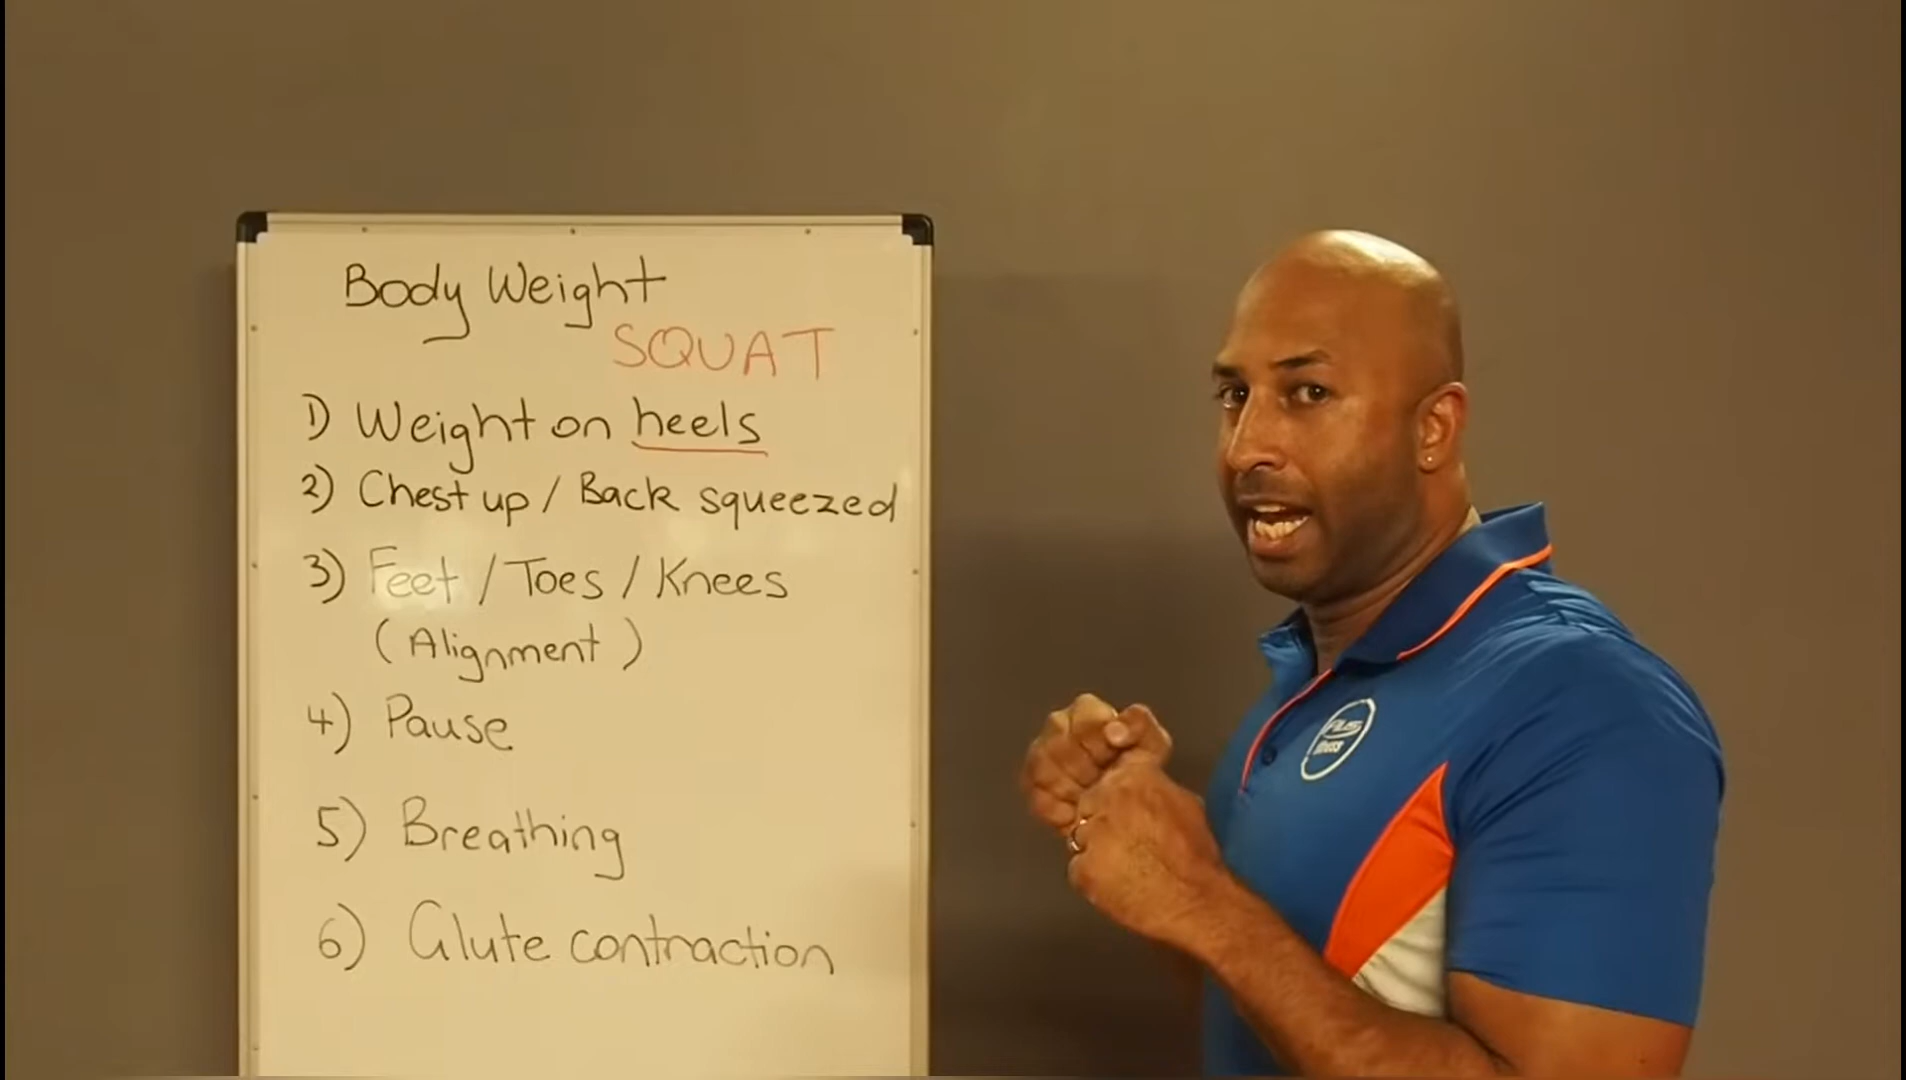 Body Weight
SQUAT
1) Weight on heels
2) Chest up / Back squeezed
3) Feet / Toes / Knees
(Alignment)
4) Pause
5) Breathing
6) Glute contraction